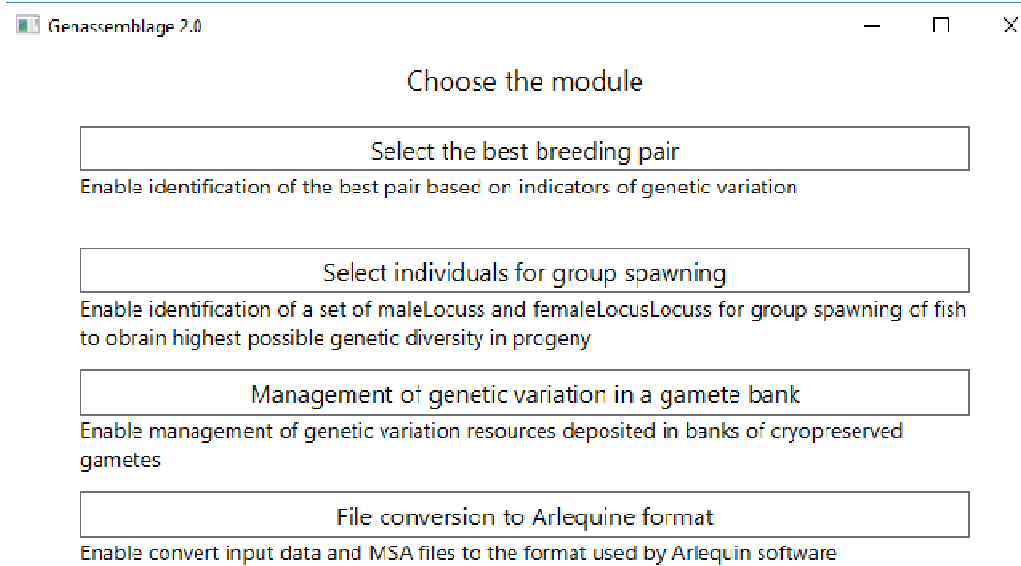 Genassemblage 2.0
Choose the module
Select the best breeding pair
Enable identification of the best pair based on indicators of genetic variation
Select individuals for group spawning
Enable identification of a set of maleLocuss and femaleLocusLocuss for group spawning of fish
to obrain highest possible genetic diversity in progeny
Management of genetic variation in a gamete bank
Enable management of genetic variation resources deposited in banks of cryopreserved
gametes
File conversion to Arlequine format
Enable convert input data and MSA files to the format used by Arlequin software